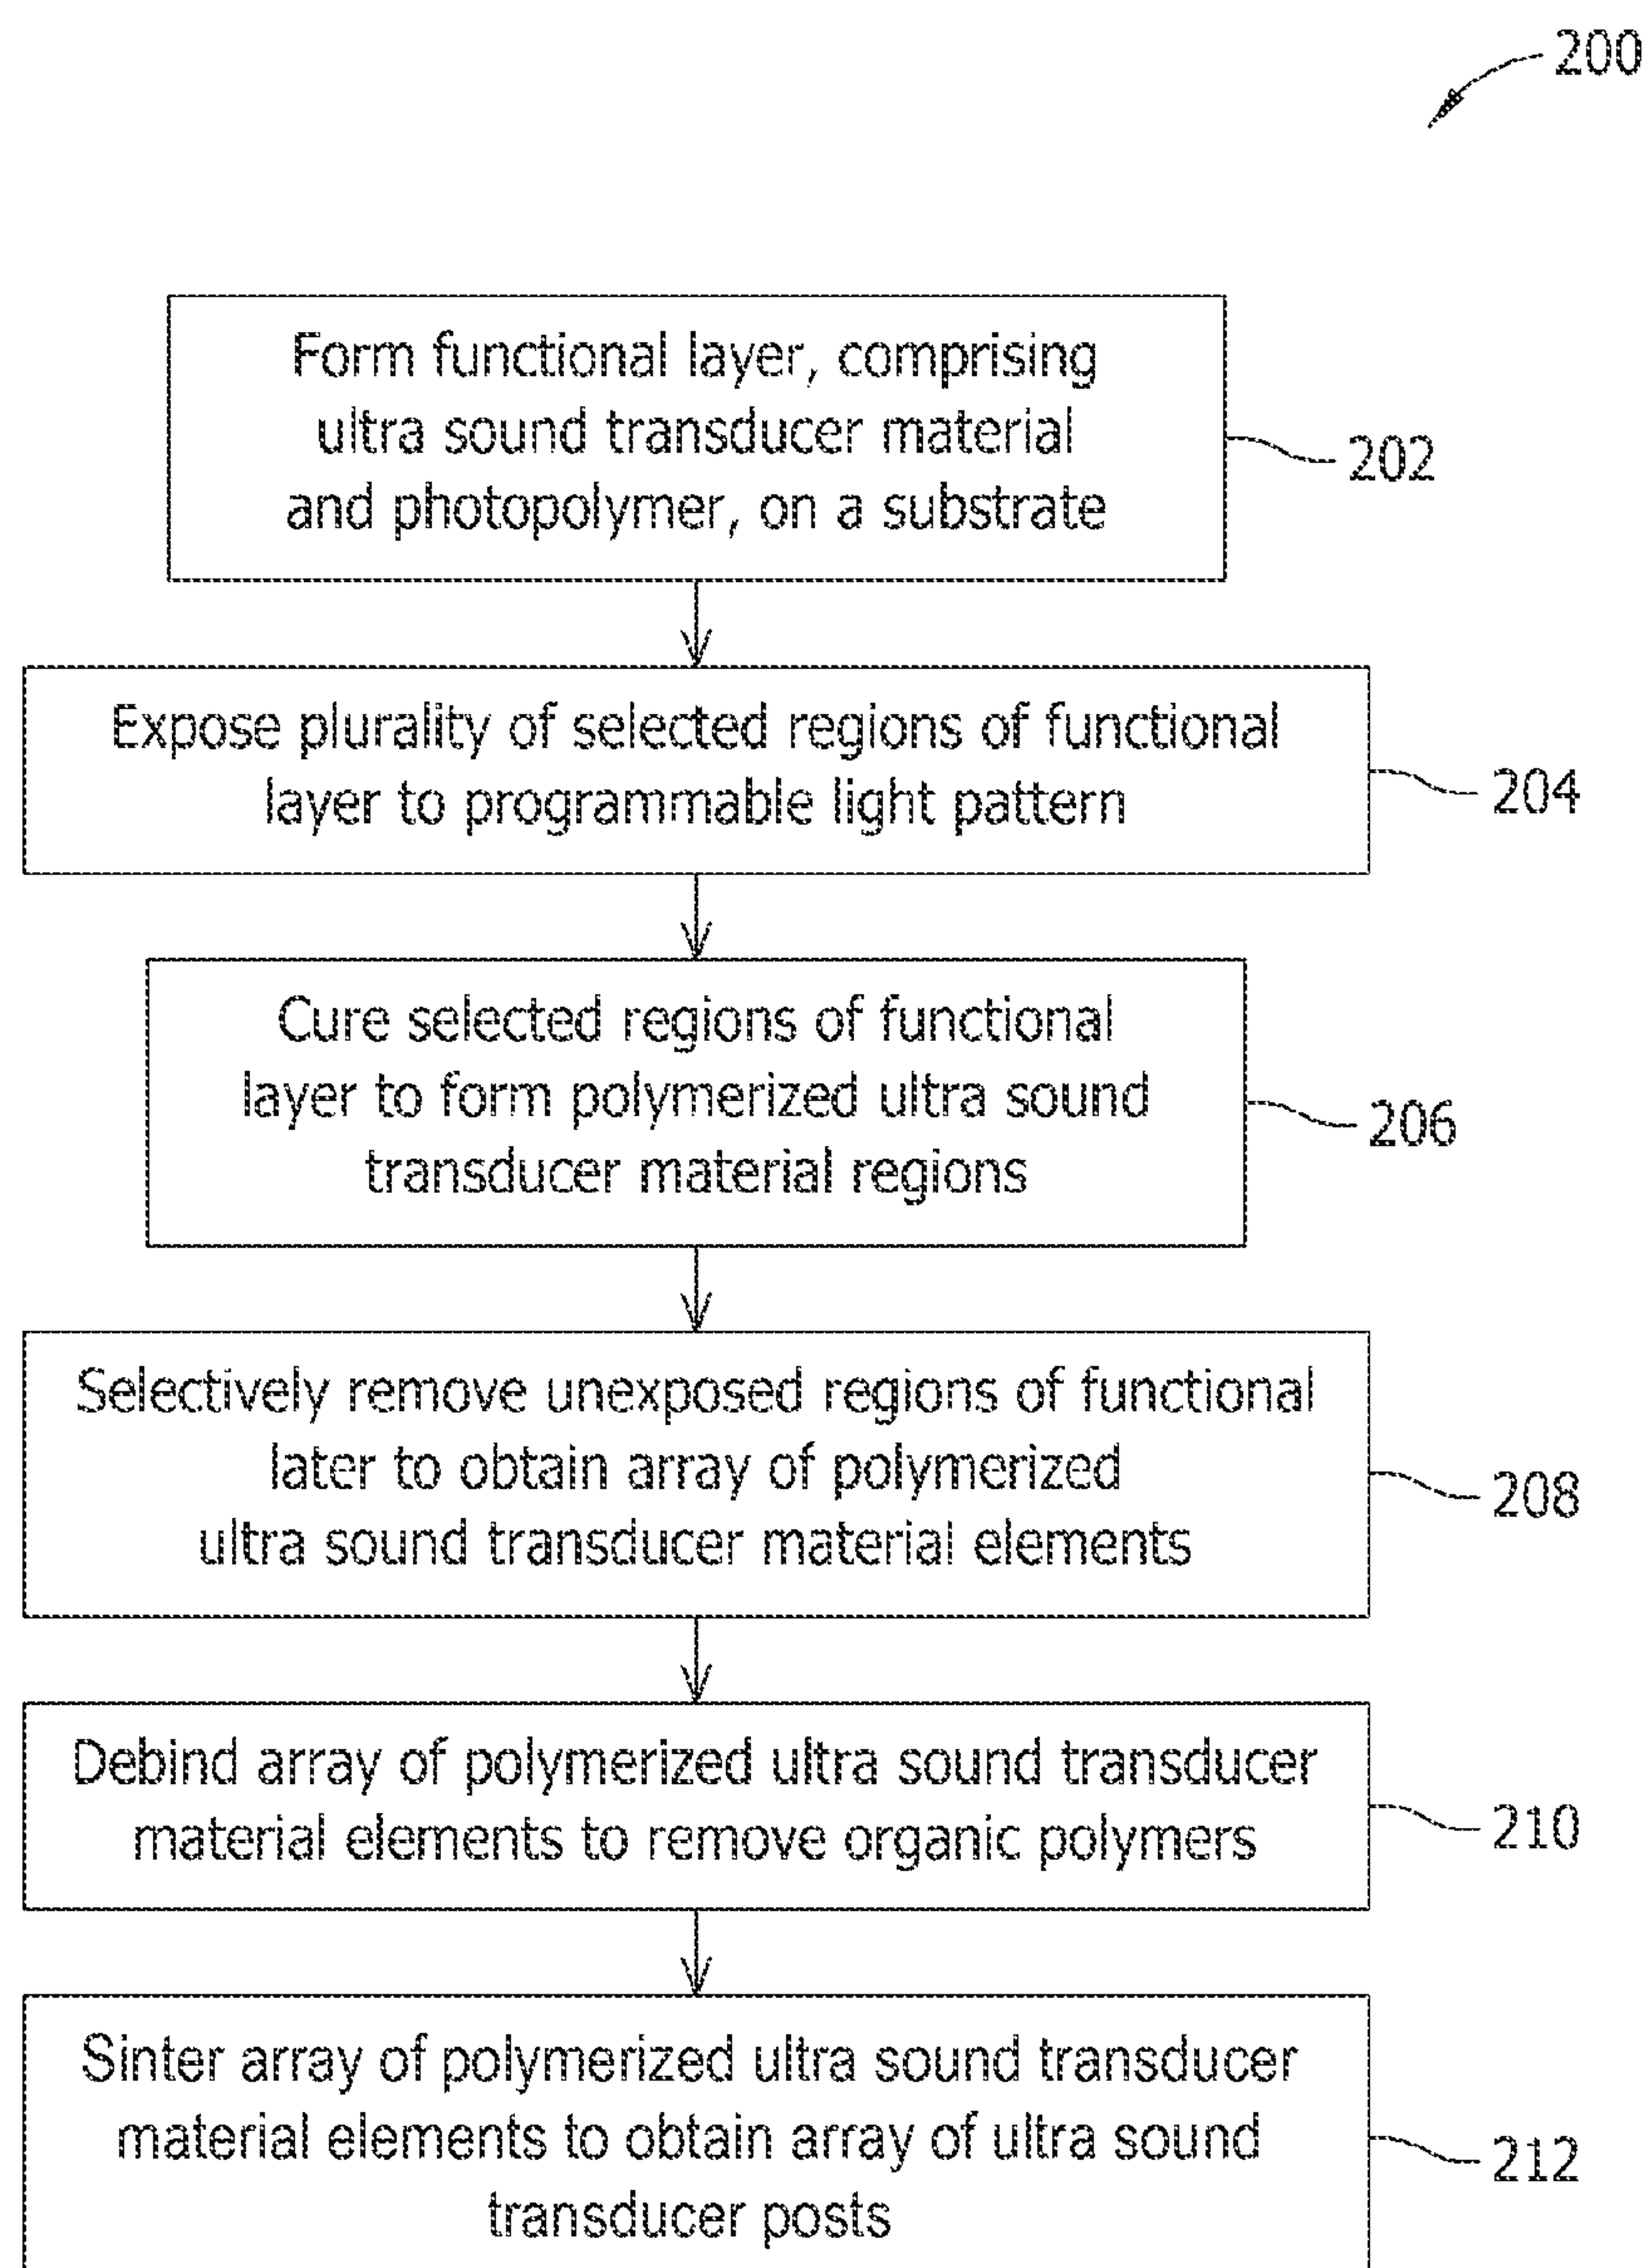 200
Form functional layer, comprising
ultra sound transducer material
and photopolymer, on a substrate
202
Expose plurality of selected regions of functional
layer to programmable light pattern
204
Cure selected regions of functional
layer to form polymerized ultra sound
transducer material regions
206
Selectively remove unexposed regions of functional
later to obtain array of polymerized
ultra sound transducer material elements
208
Debind array of polymerized ultra sound transducer
material elements to remove organic polymers
210
Sinter array of polymerized ultra sound transducer
material elements to obtain array of ultra sound
transducer posts
212